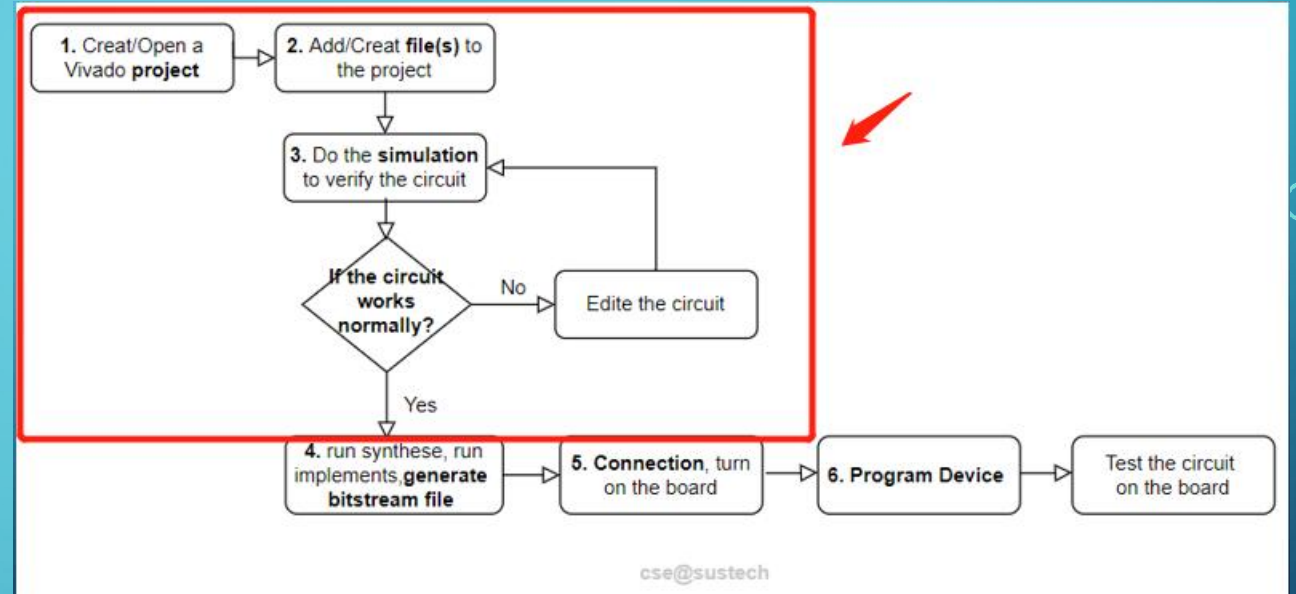 1. Creat/Open a
Vivado project
2. Add/Creat file(s) to
the project
3. Do the simulation
to verify the circuit
If the circuit
works
normally?
No
Edite the circuit
Yes
4. run synthese, run
implements,generate
bitstream file
5. Connection, turn
on the board
6. Program Device
Test the circuit
on the board
cse@sustech